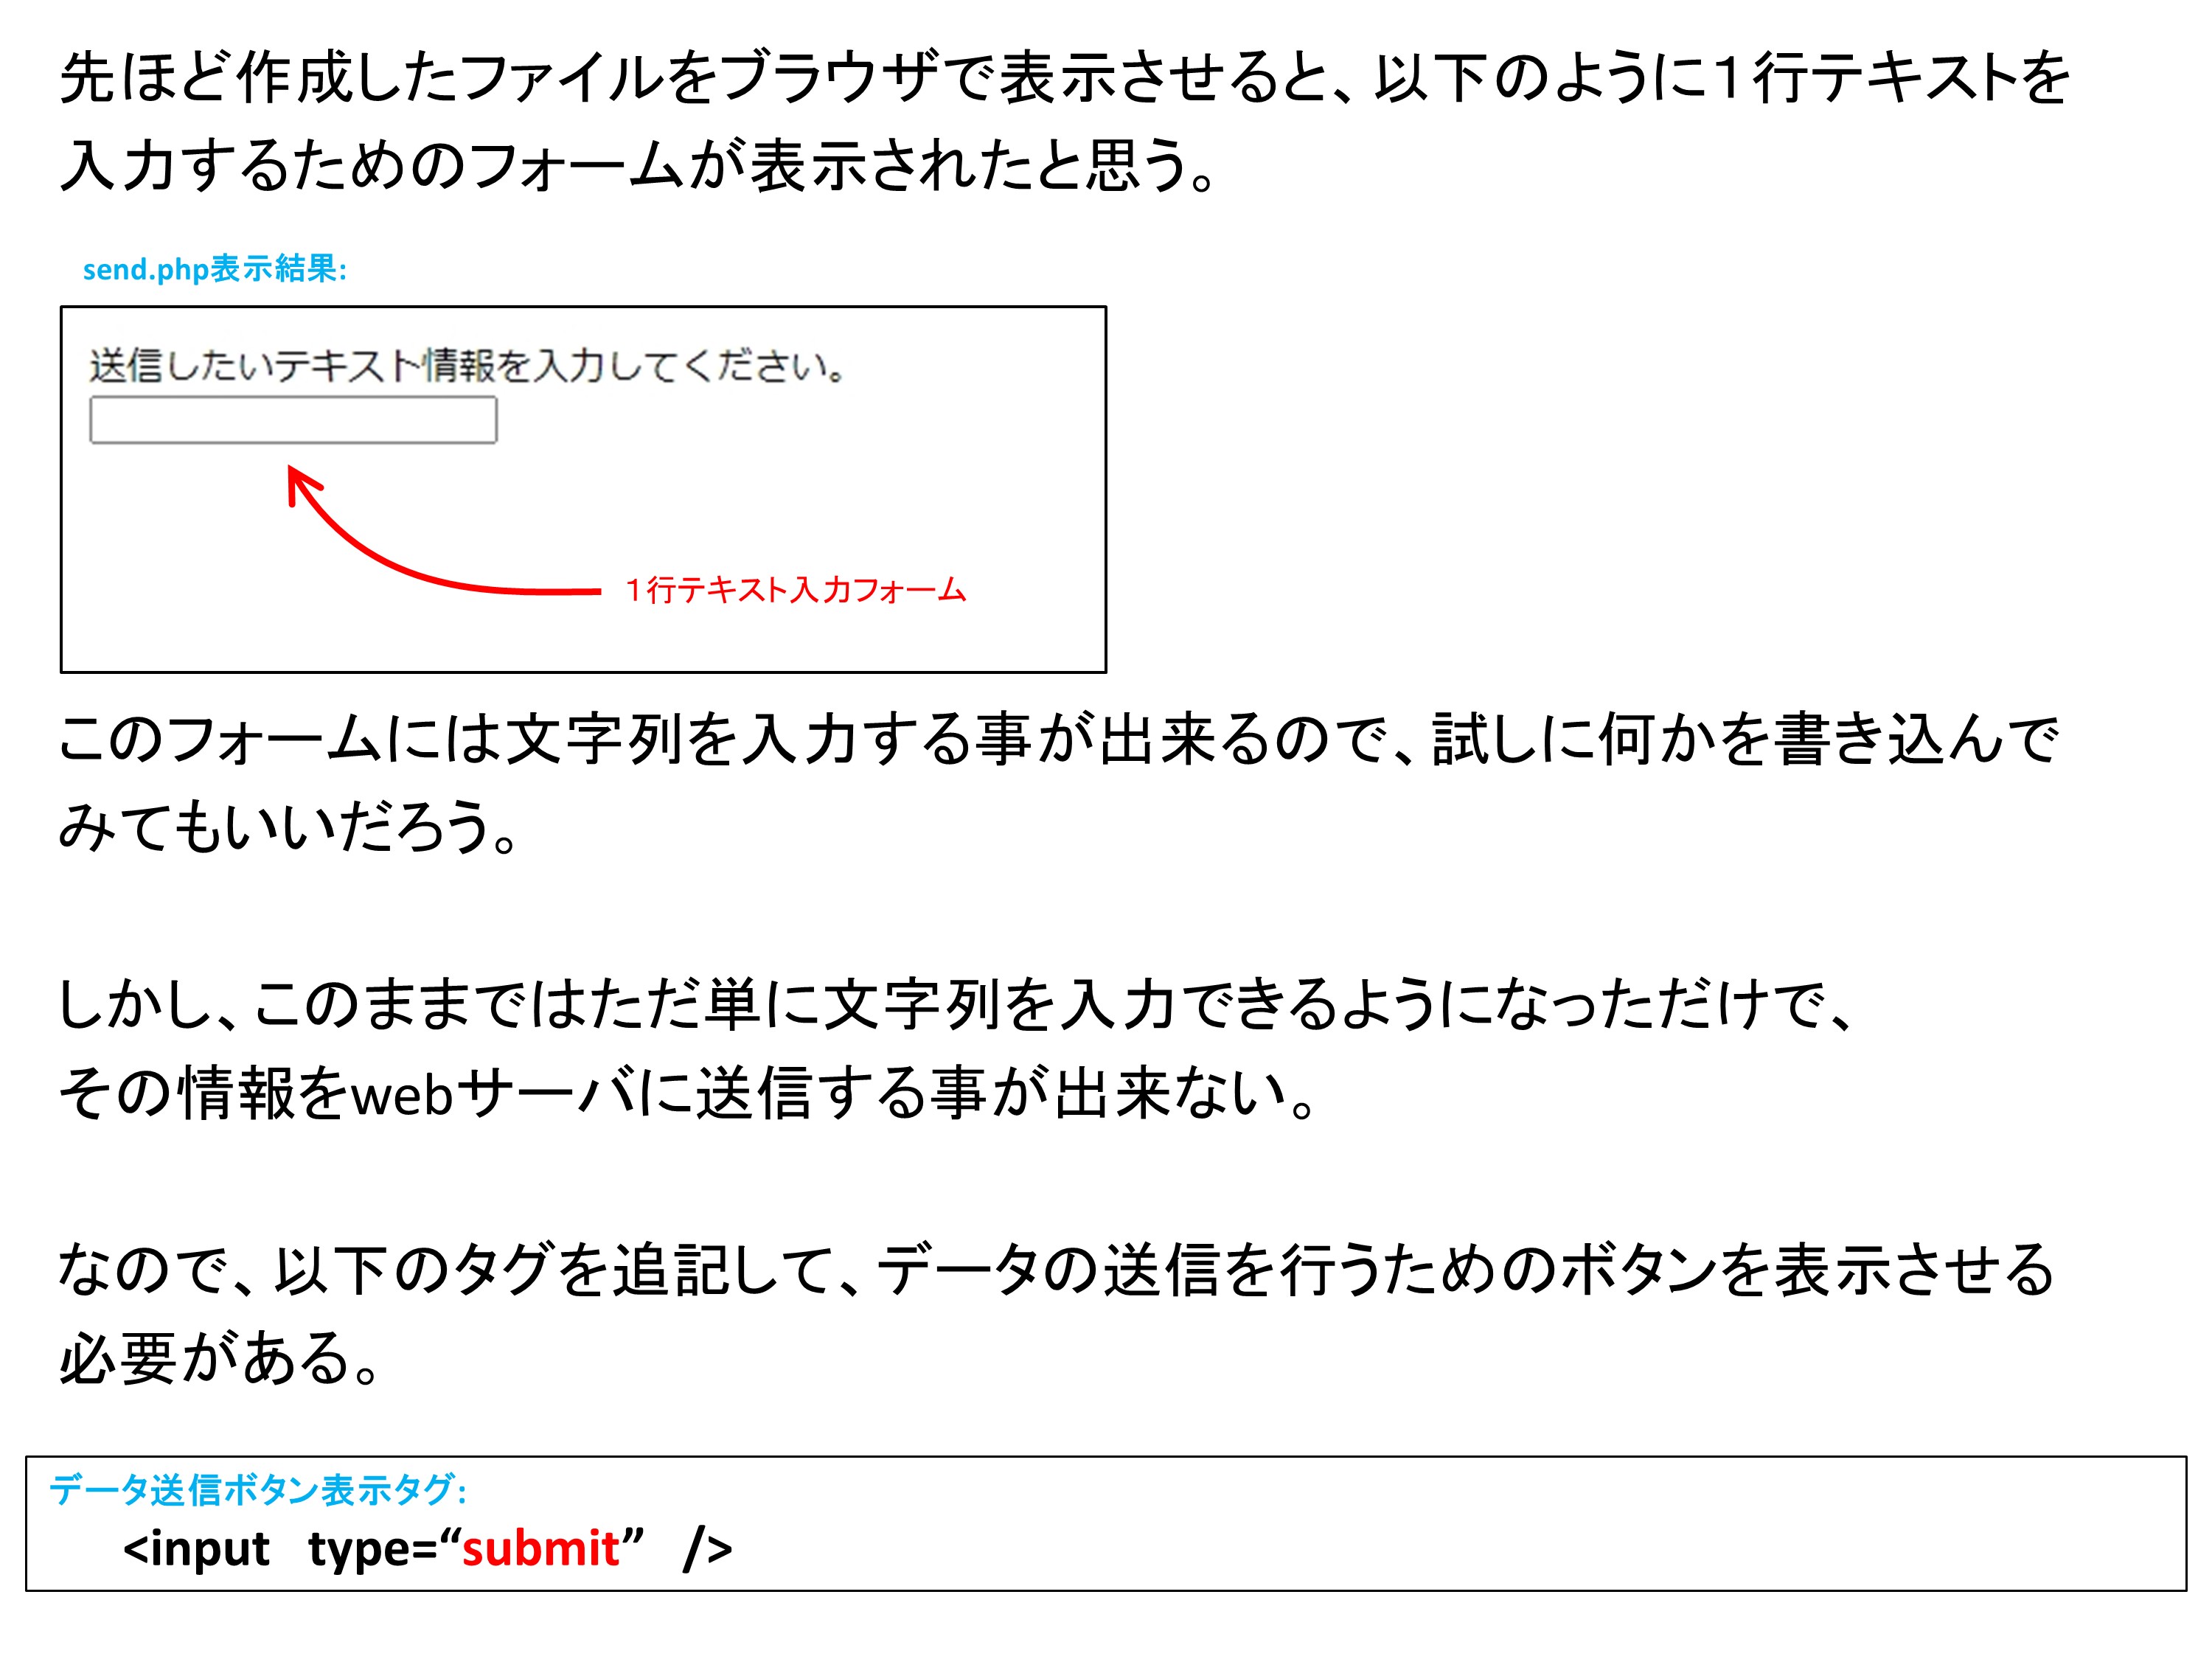 先ほど作成したファイルをブラウザで表示させると、以下のように１行テキストを
入力するためのフォームが表示されたと思う。
send.php表示結果:
送信したいテキスト情報を入力してください。
１行テキスト入力フォーム
このフォームには文字列を入力する事が出来るので、試しに何かを書き込んで
みてもいいだろう。
しかし、このままではただ単に文字列を入力できるようになっただけで、
その情報をwebサーバに送信する事が出来ない。
なので、以下のタグを追記して、データの送信を行うためのボタンを表示させる
必要がある。
データ送信ボタン表示タグ:
<input type=“submit” />